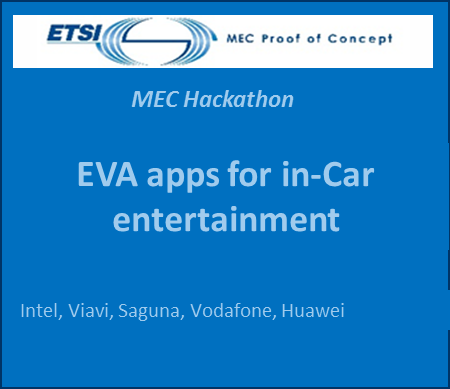 ETSI MEC Proof of Concept
MEC Hackathon
EVA apps for in-Car
entertainment
Intel, Viavi, Saguna, Vodafone, Huawei